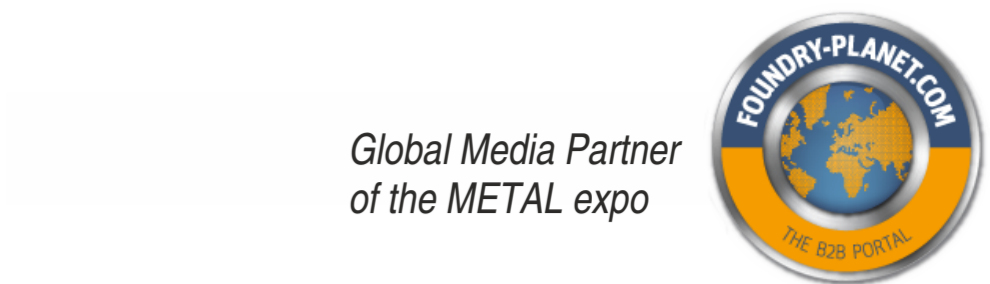 Global Media Partner
of the METAL expo
FOUNDRY-PLANET.COM
THE B2B PORTAL